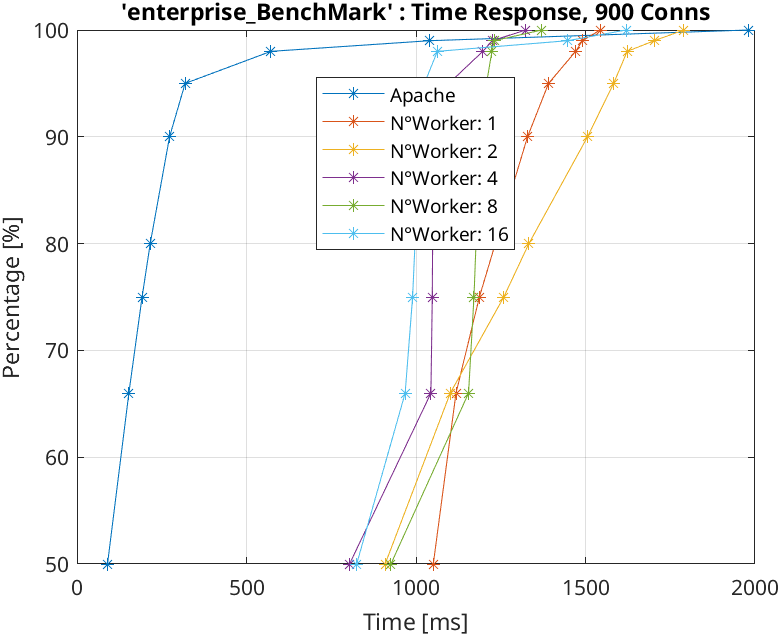 'enterprise_BenchMark' : Time Response, 900 Conns
100
90
80
70
60
50
Percentage [%]
Apache
N°Worker: 1
N°Worker: 2
N°Worker: 4
N°Worker: 8
N°Worker: 16
0 500 1000 1500 2000
Time [ms]